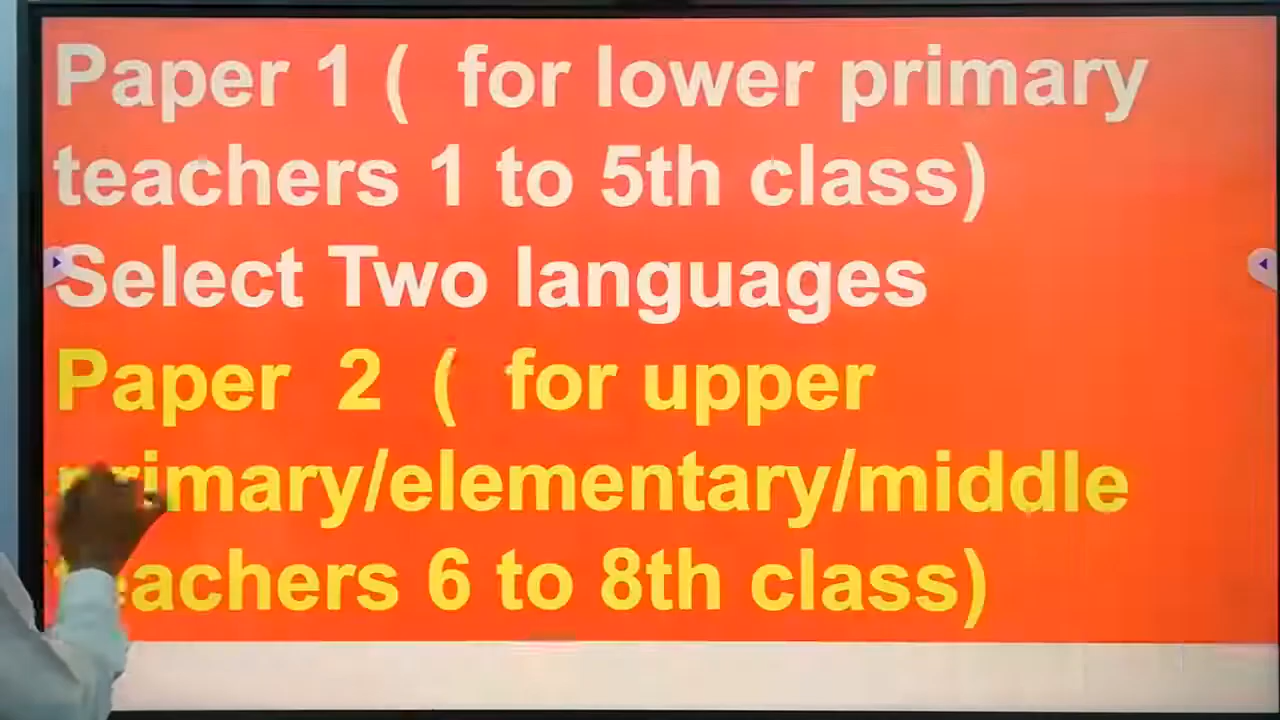 Paper 1 ( for lower primary
teachers 1 to 5th class)
Select Two languages
Paper 2 ( for upper
primary/elementary/middle
teachers 6 to 8th class)